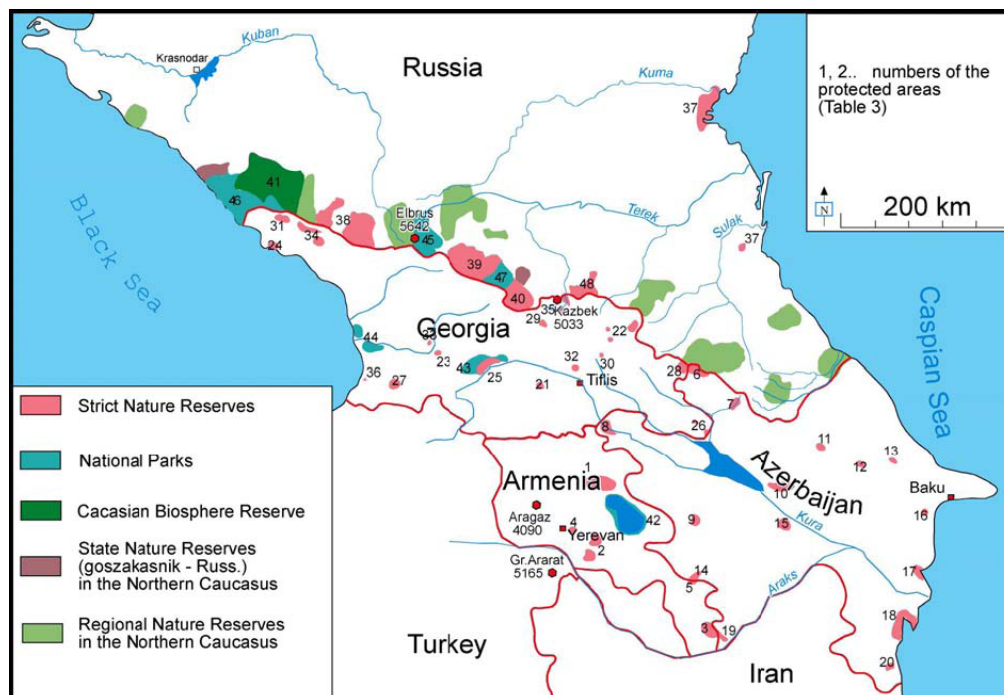 Kuban
Krasnodar
Russia
Kuma
37
1, 2.. numbers of the
protected areas
(Table 3)
N
200 km
41
46
38
31
34
24
Elbrus
5642
45
Terek
Sulak
37
Black Sea
39
47
40
48
35
Kazbek
5033
29
22
Georgia
Caspian Sea
44
33
23
43
25
32
30
Tiflis
21
28
6
36
27
7
26
8
Strict Nature Reserves
National Parks
Cacasian Biosphere Reserve
State Nature Reserves
(goszakasnik - Russ.)
in the Northern Caucasus
Regional Nature Reserves
in the Northern Caucasus
11
12
13
Azerbaijan
Baku
10
16
15
Kura
Armenia
1
Aragaz
4090
4
Yerevan
2
42
9
Gr.Ararat
5165
14
5
Araks
17
18
3
19
20
Turkey
Iran